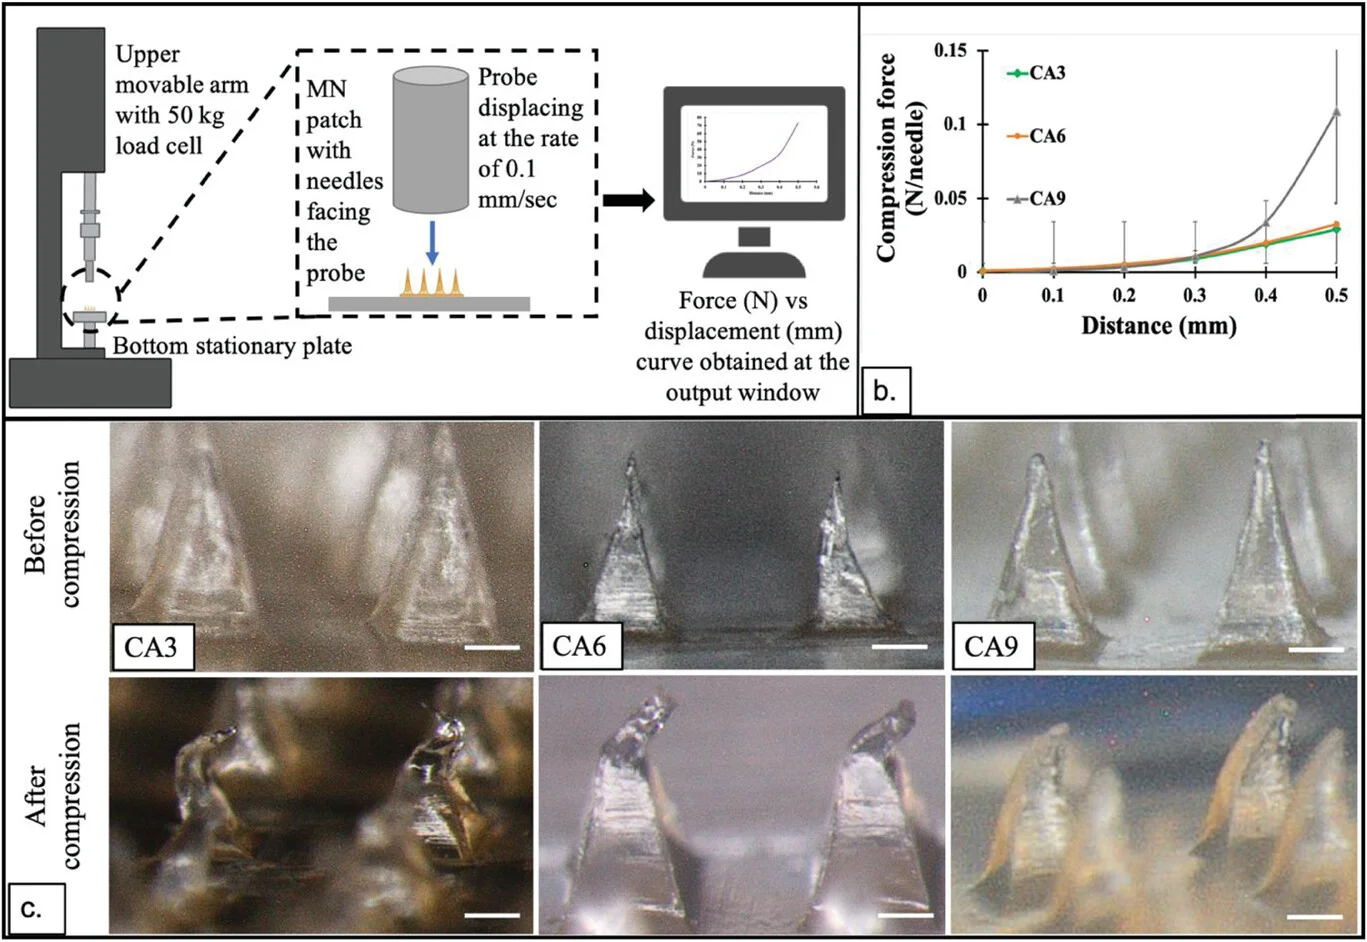 Upper
movable arm
with 50 kg
load cell
Bottom stationary plate
MN
patch
with
needles
facing
the
probe
Probe
displacing
at the rate
of 0.1
mm/sec
Force (N) vs
displacement (mm)
curve obtained at the
output window
Compression force
(N/needle)
0.15
0.1
0.05
0
CA3
CA6
CA9
0 0.1 0.2 0.3 0.4 0.5
Distance (mm)
b.
Before
compression
CA3
CA6
CA9
After
compression
c.